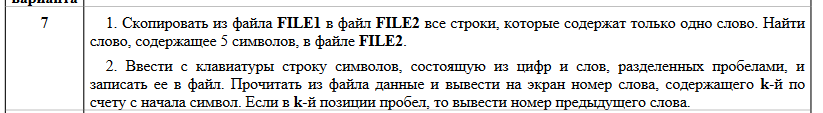 варианта
7
1. Скопировать из файла FILE1 в файл FILE2 все строки, которые содержат только одно слово. Найти
слово, содержащее 5 символов, в файле FILE2.
2. Ввести с клавиатуры строку символов, состоящую из цифр и слов, разделенных пробелами, и
записать ее в файл. Прочитать из файла данные и вывести на экран номер слова, содержащего k-й по
счету с начала символ. Если в k-й позиции пробел, то вывести номер предыдущего слова.